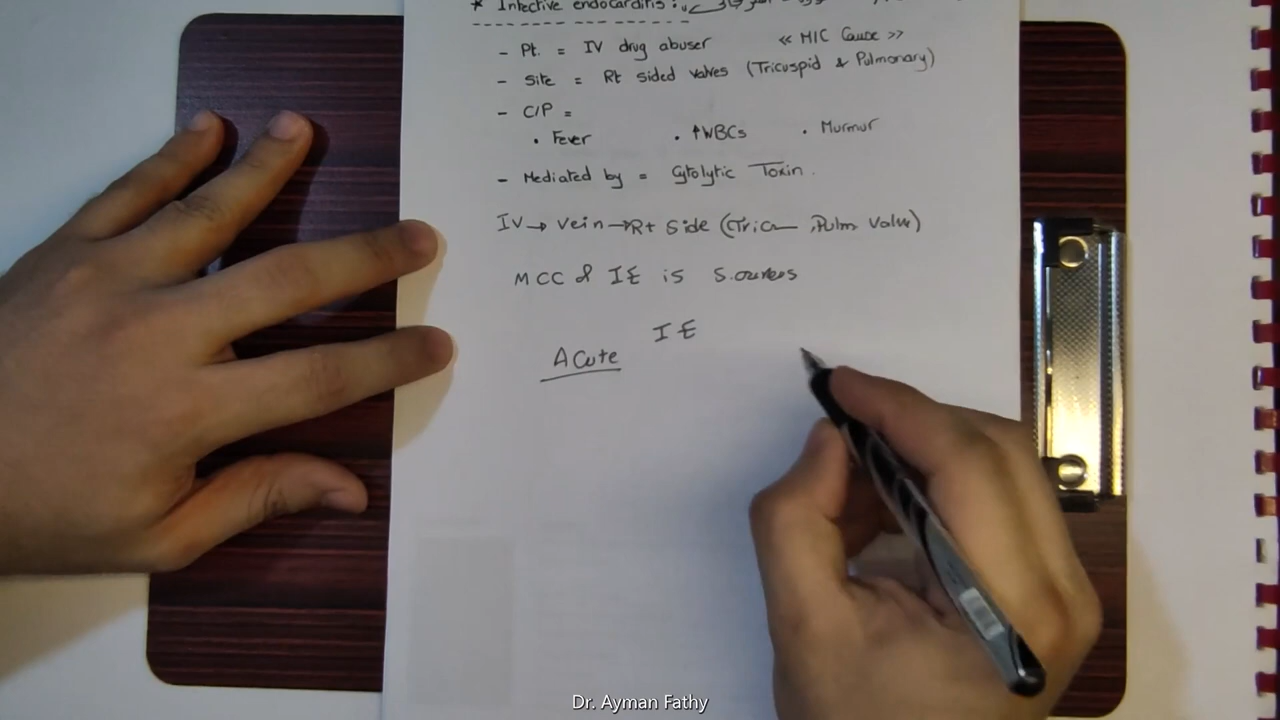 * Infective endocarditis :
- Pt. = IV drug abuser << MIC Cause >>
- Site = Rt sided valves (Tricuspid & Pulmonary)
- C/P =
• Fever • ↑WBCs • Murmur
- Mediated by = Cytolytic Toxin.
IV → Vein → Rt Side (Tric , Pulm Valve)
MCC of IE is S. aureus
IE
Acute
Dr. Ayman Fathy